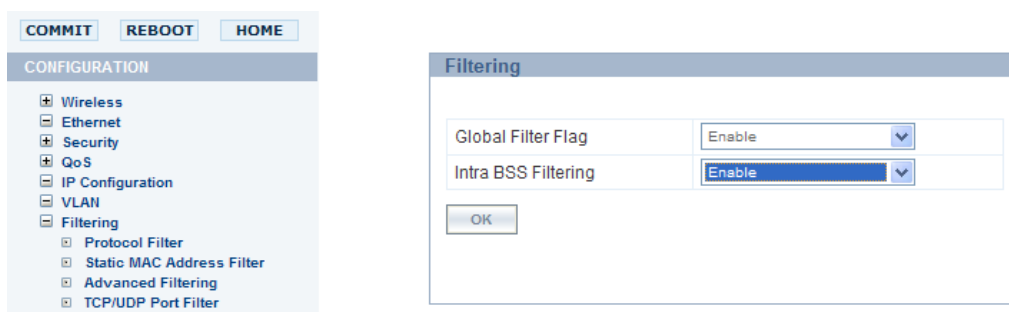 COMMIT REBOOT HOME
CONFIGURATION
Wireless
Ethernet
Security
QoS
IP Configuration
VLAN
Filtering
Protocol Filter
Static MAC Address Filter
Advanced Filtering
TCP/UDP Port Filter
Filtering
Global Filter Flag Enable
Intra BSS Filtering Enable
OK